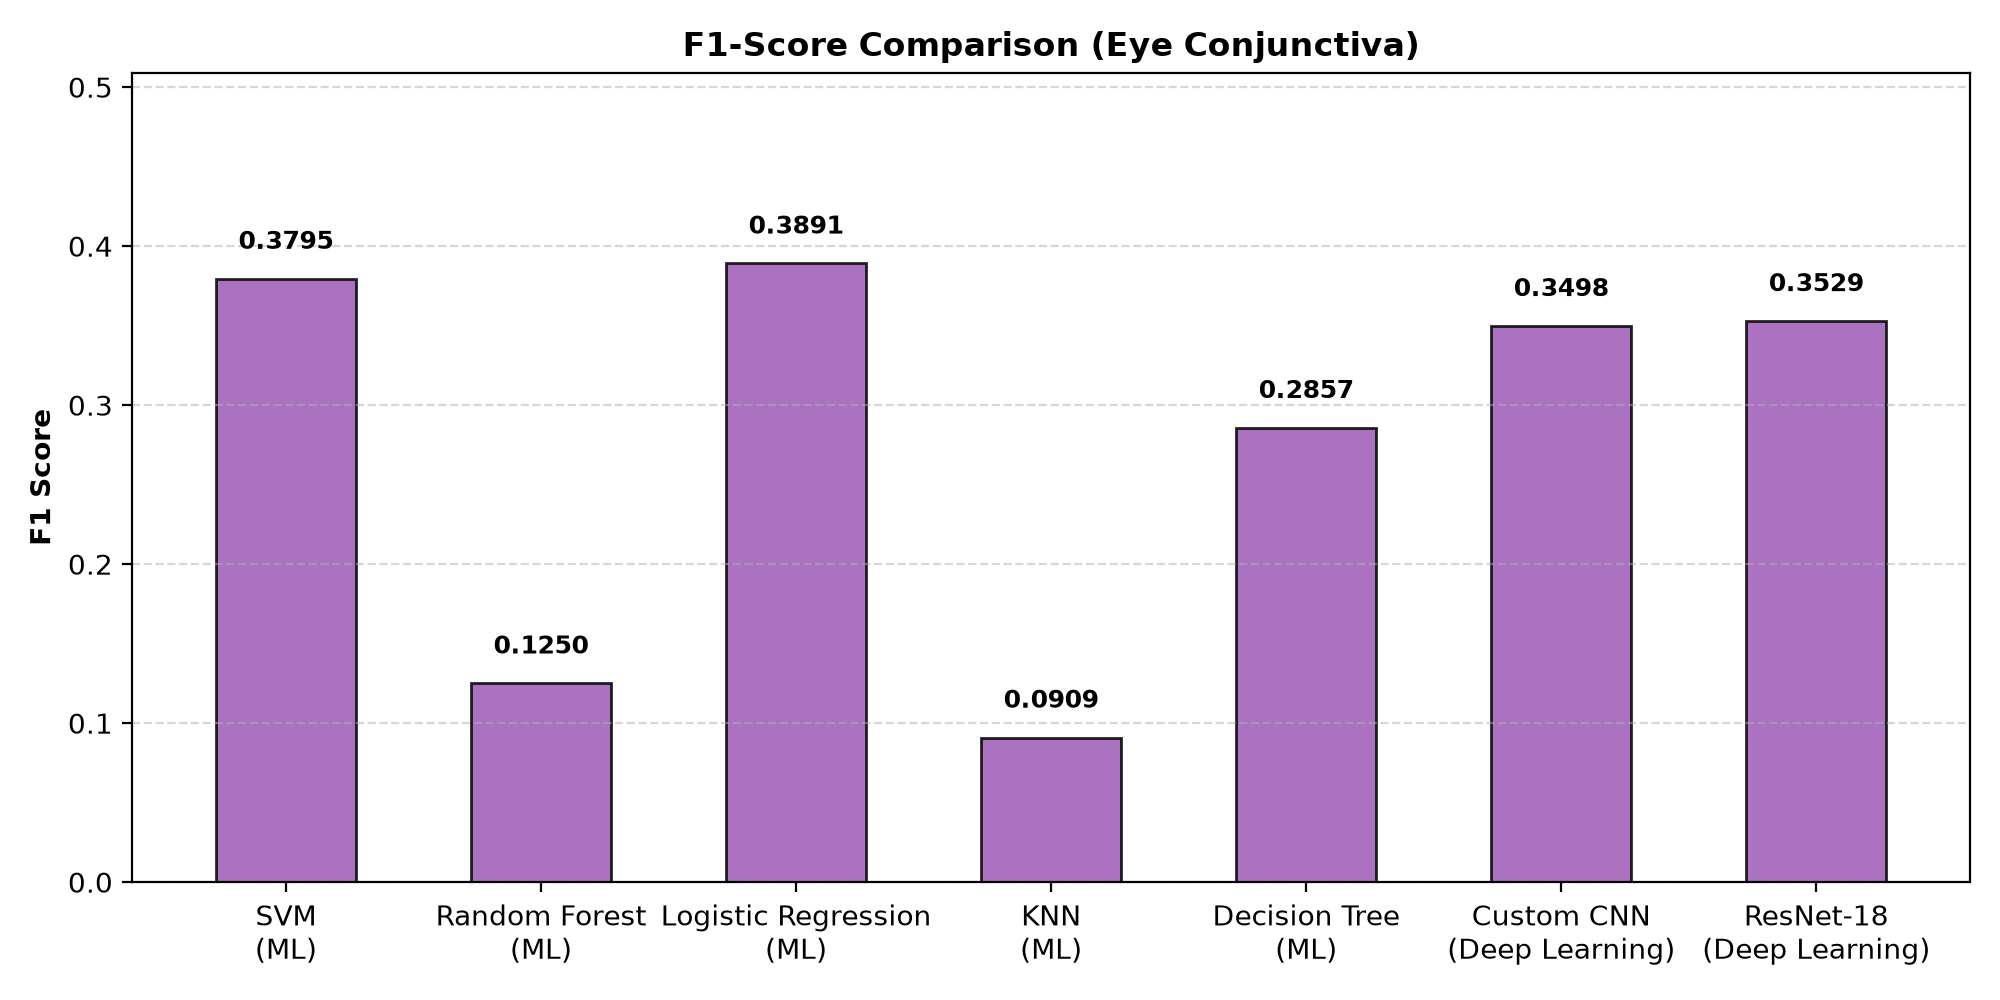 F1-Score Comparison (Eye Conjunctiva)
F1 Score
0.5
0.4
0.3
0.2
0.1
0.0
0.3795
0.1250
0.3891
0.0909
0.2857
0.3498
0.3529
SVM
(ML)
Random Forest
(ML)
Logistic Regression
(ML)
KNN
(ML)
Decision Tree
(ML)
Custom CNN
(Deep Learning)
ResNet-18
(Deep Learning)